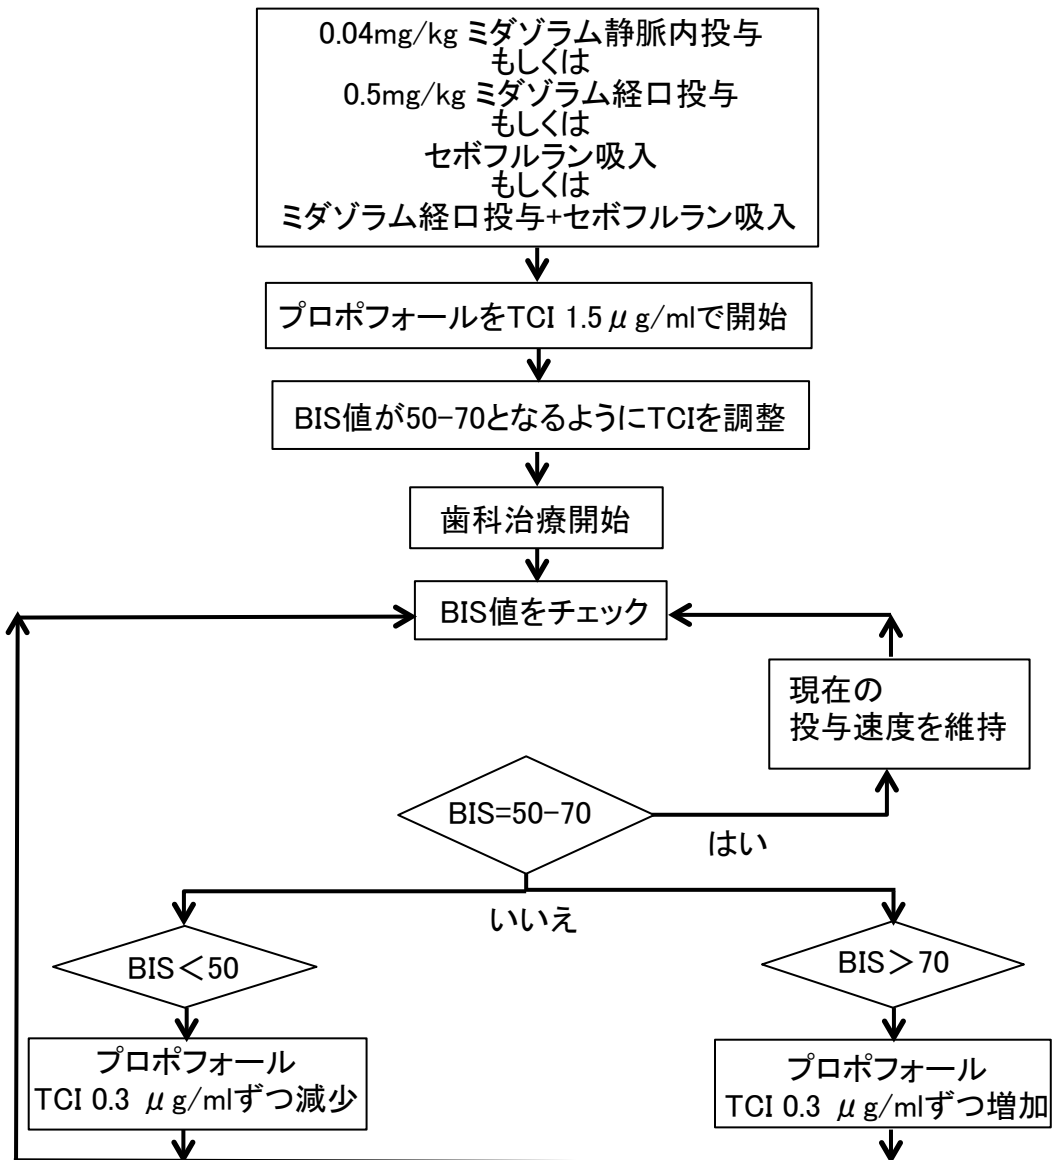 0.04mg/kg ミダゾラム静脈内投与
もしくは
0.5mg/kg ミダゾラム経口投与
もしくは
セボフルラン吸入
もしくは
ミダゾラム経口投与+セボフルラン吸入
プロポフォールをTCI 1.5μg/mlで開始
BIS値が50-70となるようにTCIを調整
歯科治療開始
BIS値をチェック
現在の
投与速度を維持
BIS=50-70
はい
いいえ
BIS<50
BIS>70
プロポフォール
TCI 0.3 μg/mlずつ減少
プロポフォール
TCI 0.3 μg/mlずつ増加